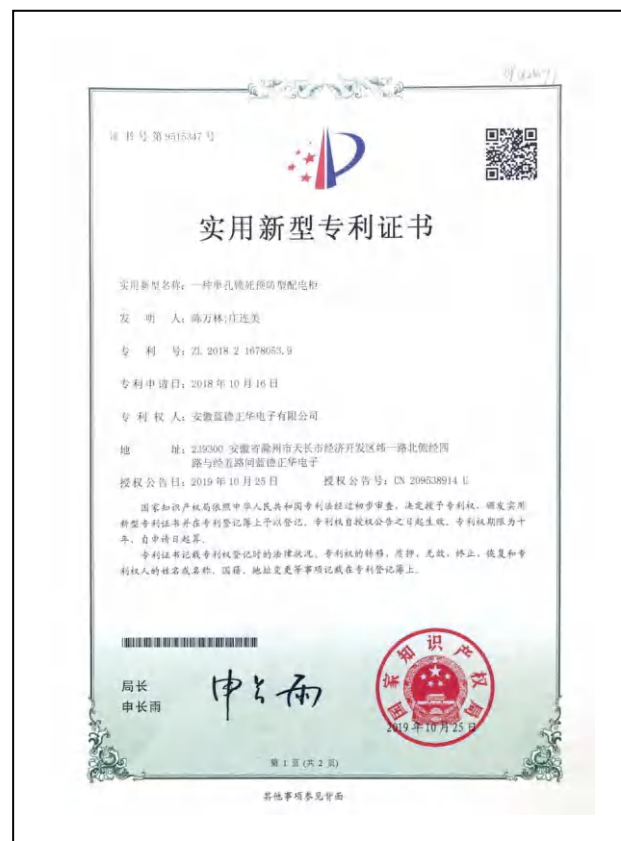 证书号第9515347号
实用新型专利证书
实用新型名称：一种单孔锁死预防型配电柜
发 明 人：陈万林;庄连美
专 利 号：ZL 2018 2 1678053.9
专利申请日：2018年10月16日
专 利 权 人：安徽蓝德正华电子有限公司
地 址：239300 安徽省滁州市天长市经济开发区纬一路北侧经四
路与经五路间蓝德正华电子
授权公告日：2019年10月25日 授权公告号：CN 209538914 U
国家知识产权局依照中华人民共和国专利法经过初步审查，决定授予专利权，颁发实用
新型专利证书并在专利登记簿上予以登记。专利权自授权公告之日起生效。专利权期限为十
年，自申请日起算。
专利证书记载专利权登记时的法律状况。专利权的转移、质押、无效、终止、恢复和专
利权人的姓名或名称、国籍、地址变更等事项记载在专利登记簿上。
局长
申长雨
申长雨
国家知识产权局
2019年10月25日
第 1 页 (共 2 页)
其他事项参见背面